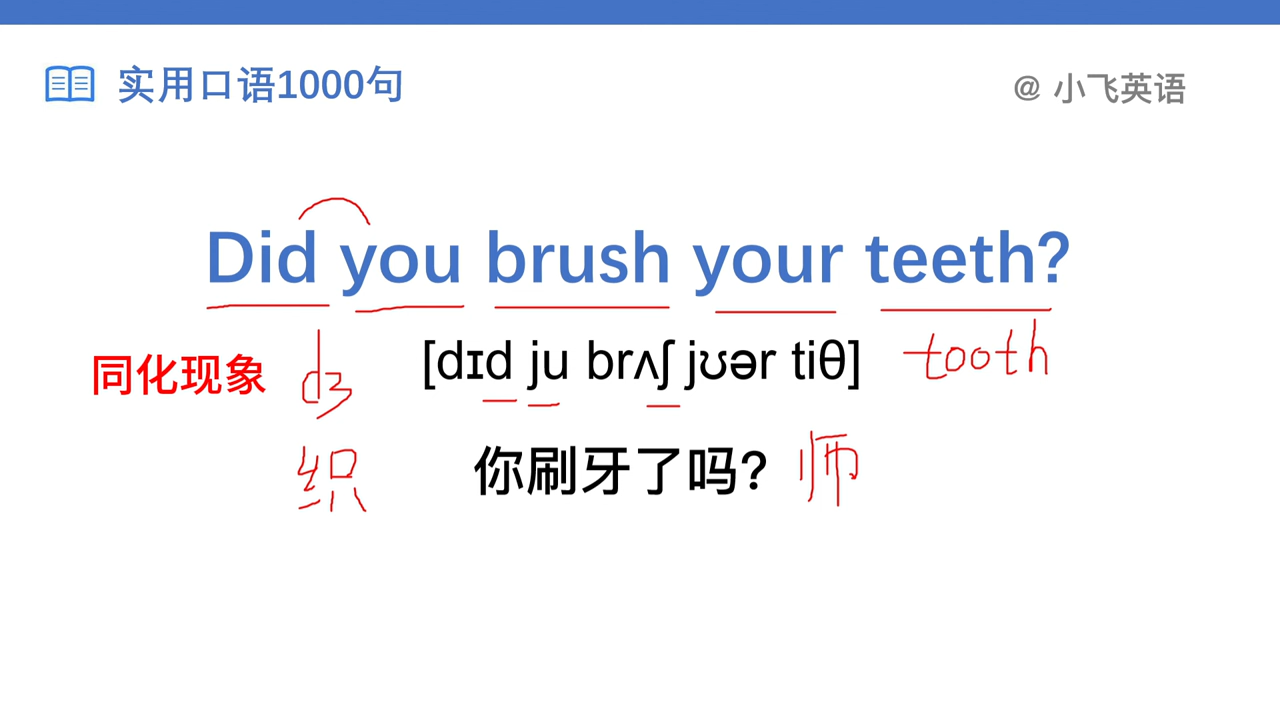 实用口语1000句
@ 小飞英语
Did you brush your teeth?
[dɪd ju brʌʃ jʊər tiθ]
tooth
同化现象
dʒ
你刷牙了吗?
织
师